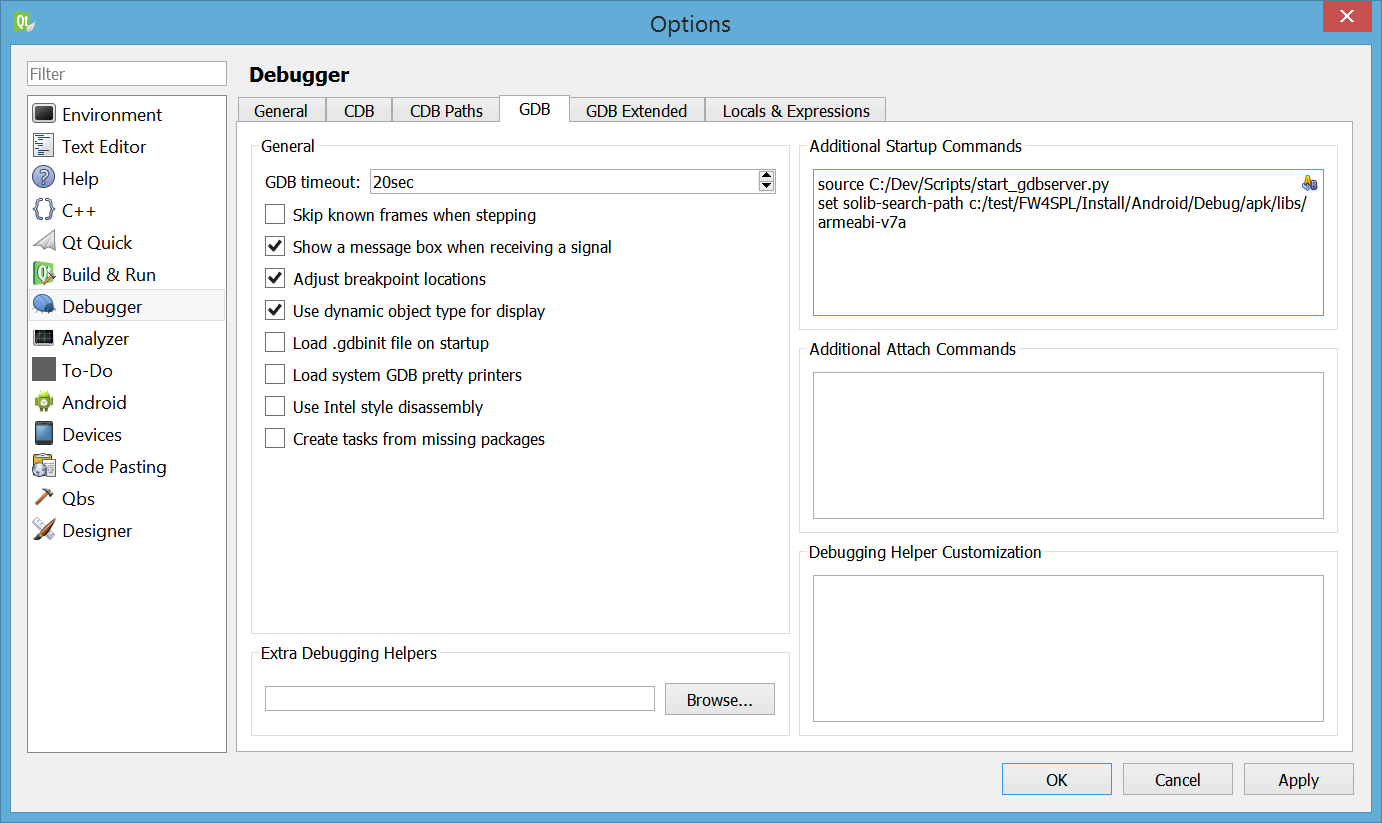 Options
Filter
Environment
Text Editor
Help
C++
Qt Quick
Build & Run
Debugger
Analyzer
To-Do
Android
Devices
Code Pasting
Qbs
Designer
Debugger
General
CDB
CDB Paths
GDB
GDB Extended
Locals & Expressions
General
GDB timeout: 20sec
Skip known frames when stepping
Show a message box when receiving a signal
Adjust breakpoint locations
Use dynamic object type for display
Load .gdbinit file on startup
Load system GDB pretty printers
Use Intel style disassembly
Create tasks from missing packages
Extra Debugging Helpers
Browse...
Additional Startup Commands
source C:/Dev/Scripts/start_gdbserver.py
set solib-search-path c:/test/FW4SPL/Install/Android/Debug/apk/libs/
armeabi-v7a
Additional Attach Commands
Debugging Helper Customization
OK
Cancel
Apply